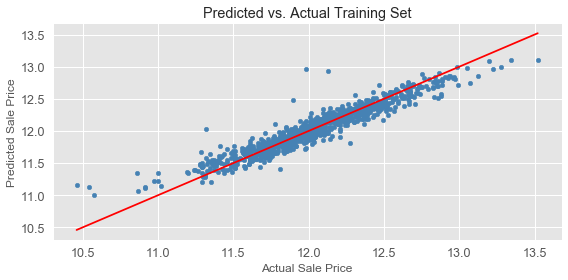 Predicted vs. Actual Training Set
Predicted Sale Price
13.5
13.0
12.5
12.0
11.5
11.0
10.5
10.5 11.0 11.5 12.0 12.5 13.0 13.5
Actual Sale Price